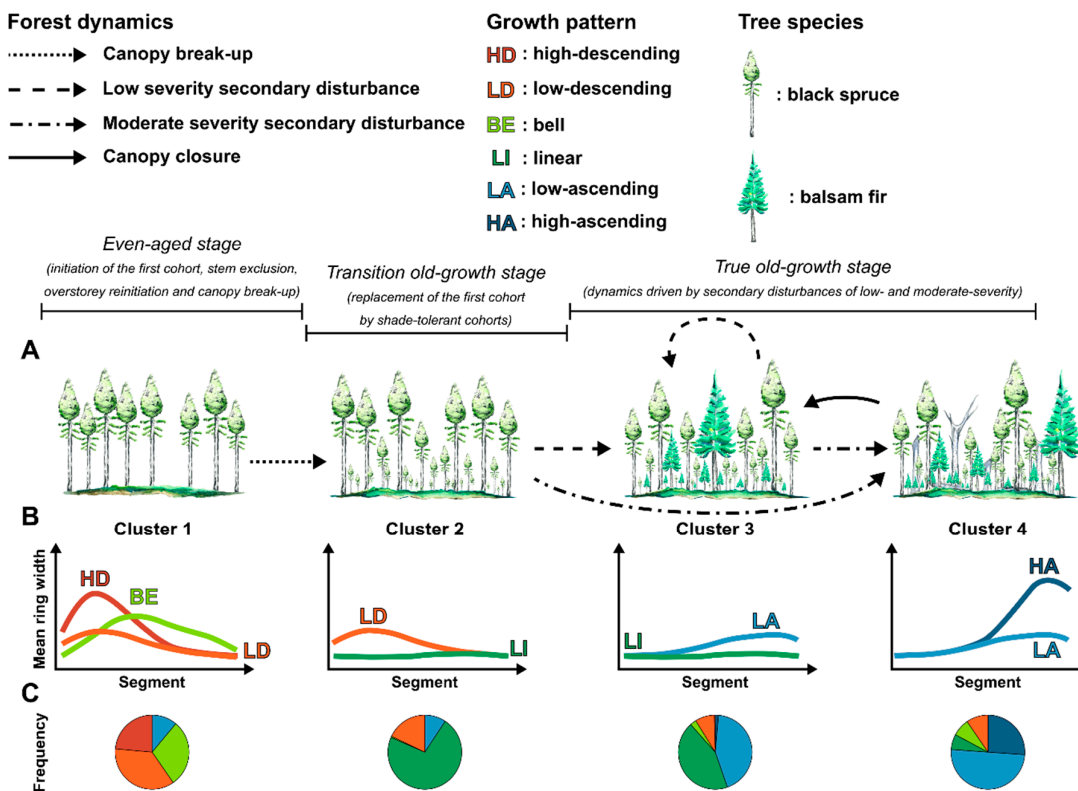 Forest dynamics
Canopy break-up
Low severity secondary disturbance
Moderate severity secondary disturbance
Canopy closure
Growth pattern
HD : high-descending
LD : low-descending
BE : bell
LI : linear
LA : low-ascending
HA : high-ascending
Tree species
: black spruce
: balsam fir
Even-aged stage
(initiation of the first cohort, stem exclusion,
overstorey reinitiation and canopy break-up)
Transition old-growth stage
(replacement of the first cohort
by shade-tolerant cohorts)
True old-growth stage
(dynamics driven by secondary disturbances of low- and moderate-severity)
A
B
Cluster 1
Cluster 2
Cluster 3
Cluster 4
Mean ring width
HD
BE
LD
LD
LI
LI
LA
HA
LA
Segment
Segment
Segment
Segment
C
Frequency